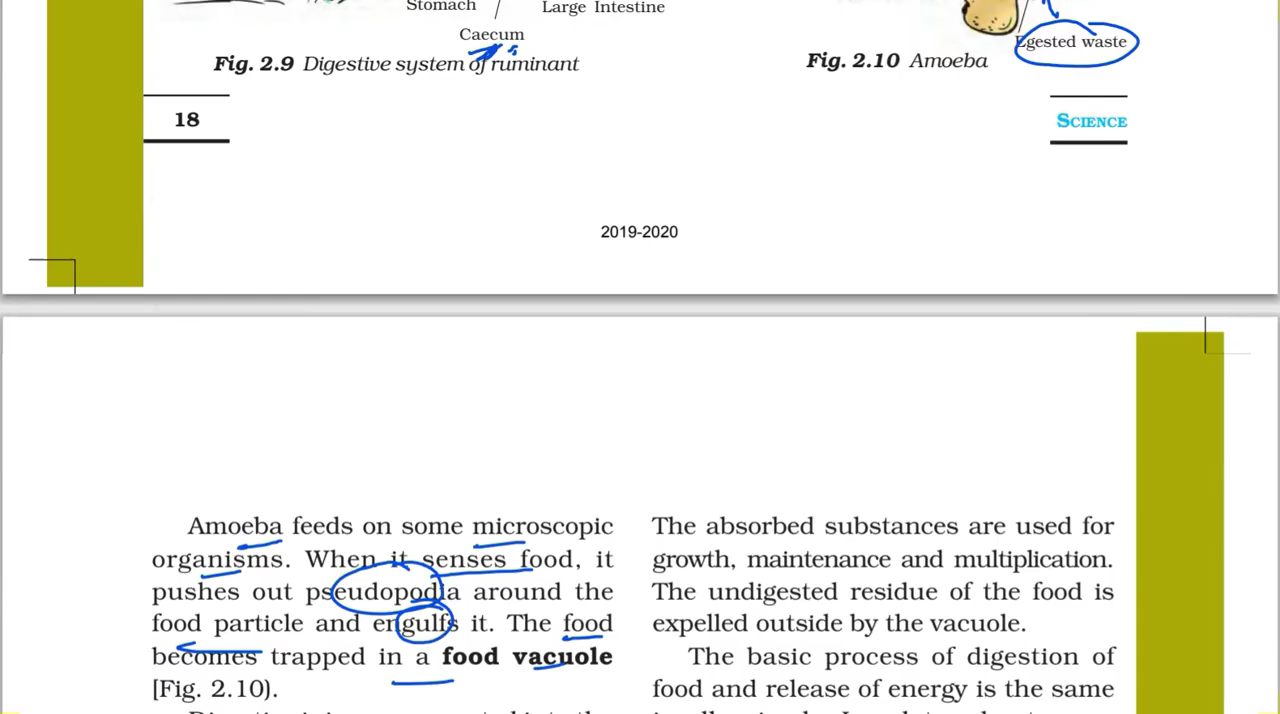 Stomach
Large Intestine
Caecum
Egested waste
Fig. 2.9 Digestive system of ruminant
Fig. 2.10 Amoeba
18
SCIENCE
2019-2020
Amoeba feeds on some microscopic
organisms. When it senses food, it
pushes out pseudopodia around the
food particle and engulfs it. The food
becomes trapped in a food vacuole
[Fig. 2.10).
The absorbed substances are used for
growth, maintenance and multiplication.
The undigested residue of the food is
expelled outside by the vacuole.
The basic process of digestion of
food and release of energy is the same